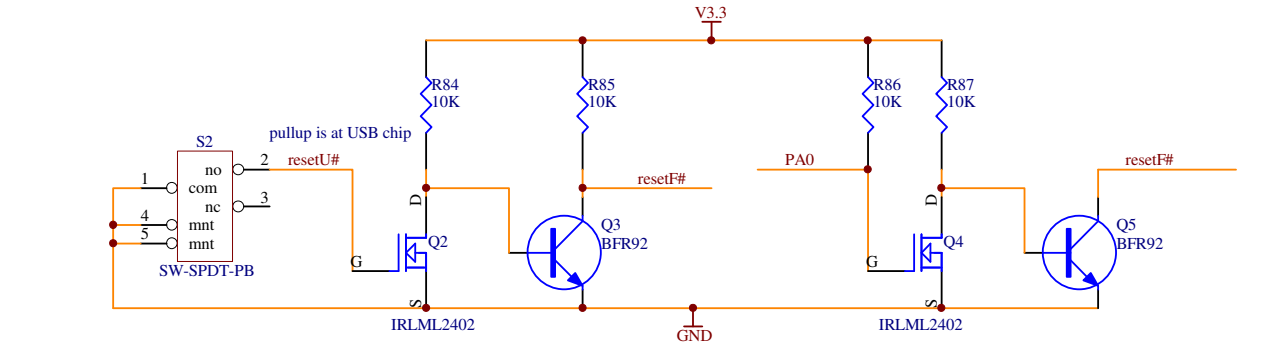 V3.3
R84
10K
R85
10K
R86
10K
R87
10K
pullup is at USB chip
S2
resetU#
PA0
resetF#
resetF#
1
2
3
4
5
no
com
nc
mnt
mnt
SW-SPDT-PB
D
G
S
Q2
IRLML2402
Q3
BFR92
D
G
S
Q4
IRLML2402
Q5
BFR92
GND